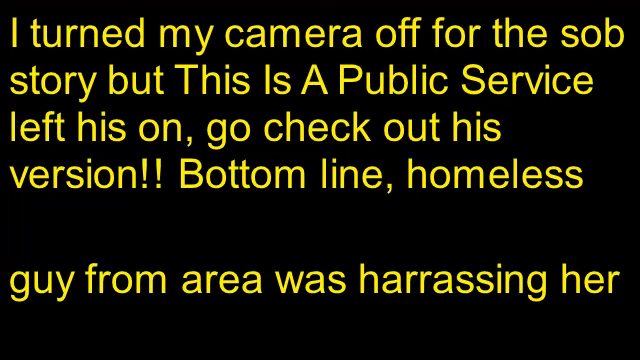 I turned my camera off for the sob
story but This Is A Public Service
left his on, go check out his
version!! Bottom line, homeless
guy from area was harrassing her